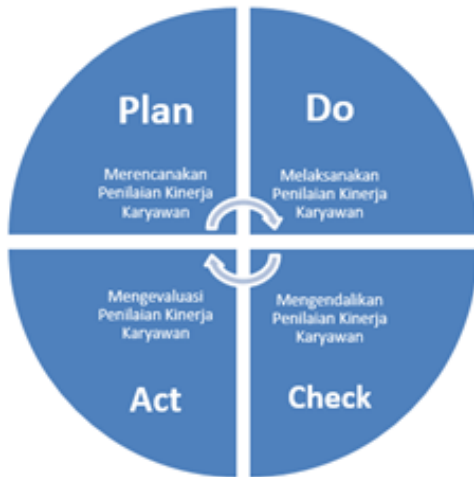 Plan
Merencanakan
Penilaian Kinerja
Karyawan
Do
Melaksanakan
Penilaian Kinerja
Karyawan
Mengevaluasi
Penilaian Kinerja
Karyawan
Act
Mengendalikan
Penilaian Kinerja
Karyawan
Check